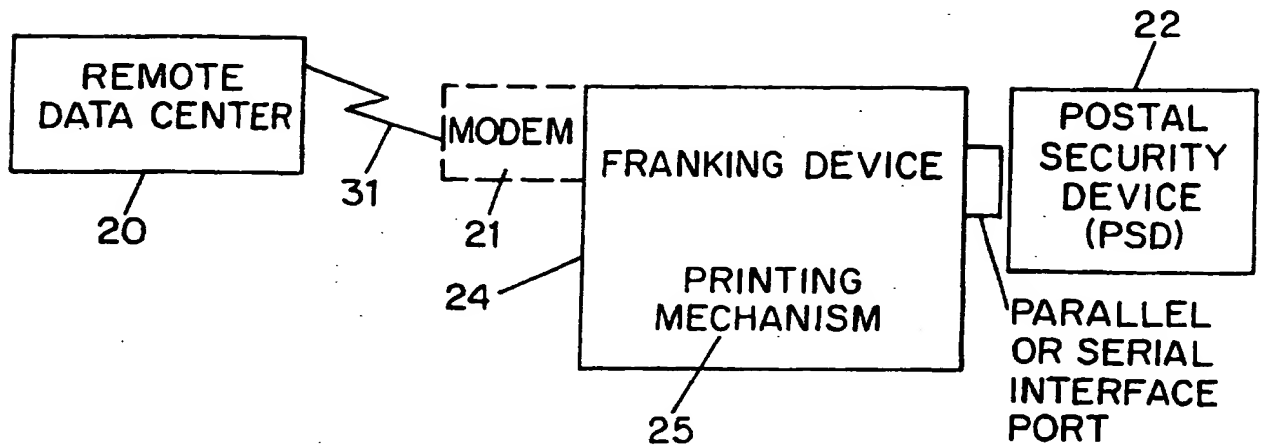 REMOTE
DATA CENTER
20
31
MODEM
21
FRANKING DEVICE
24
PRINTING
MECHANISM
25
22
POSTAL
SECURITY
DEVICE
(PSD)
PARALLEL
OR SERIAL
INTERFACE
PORT